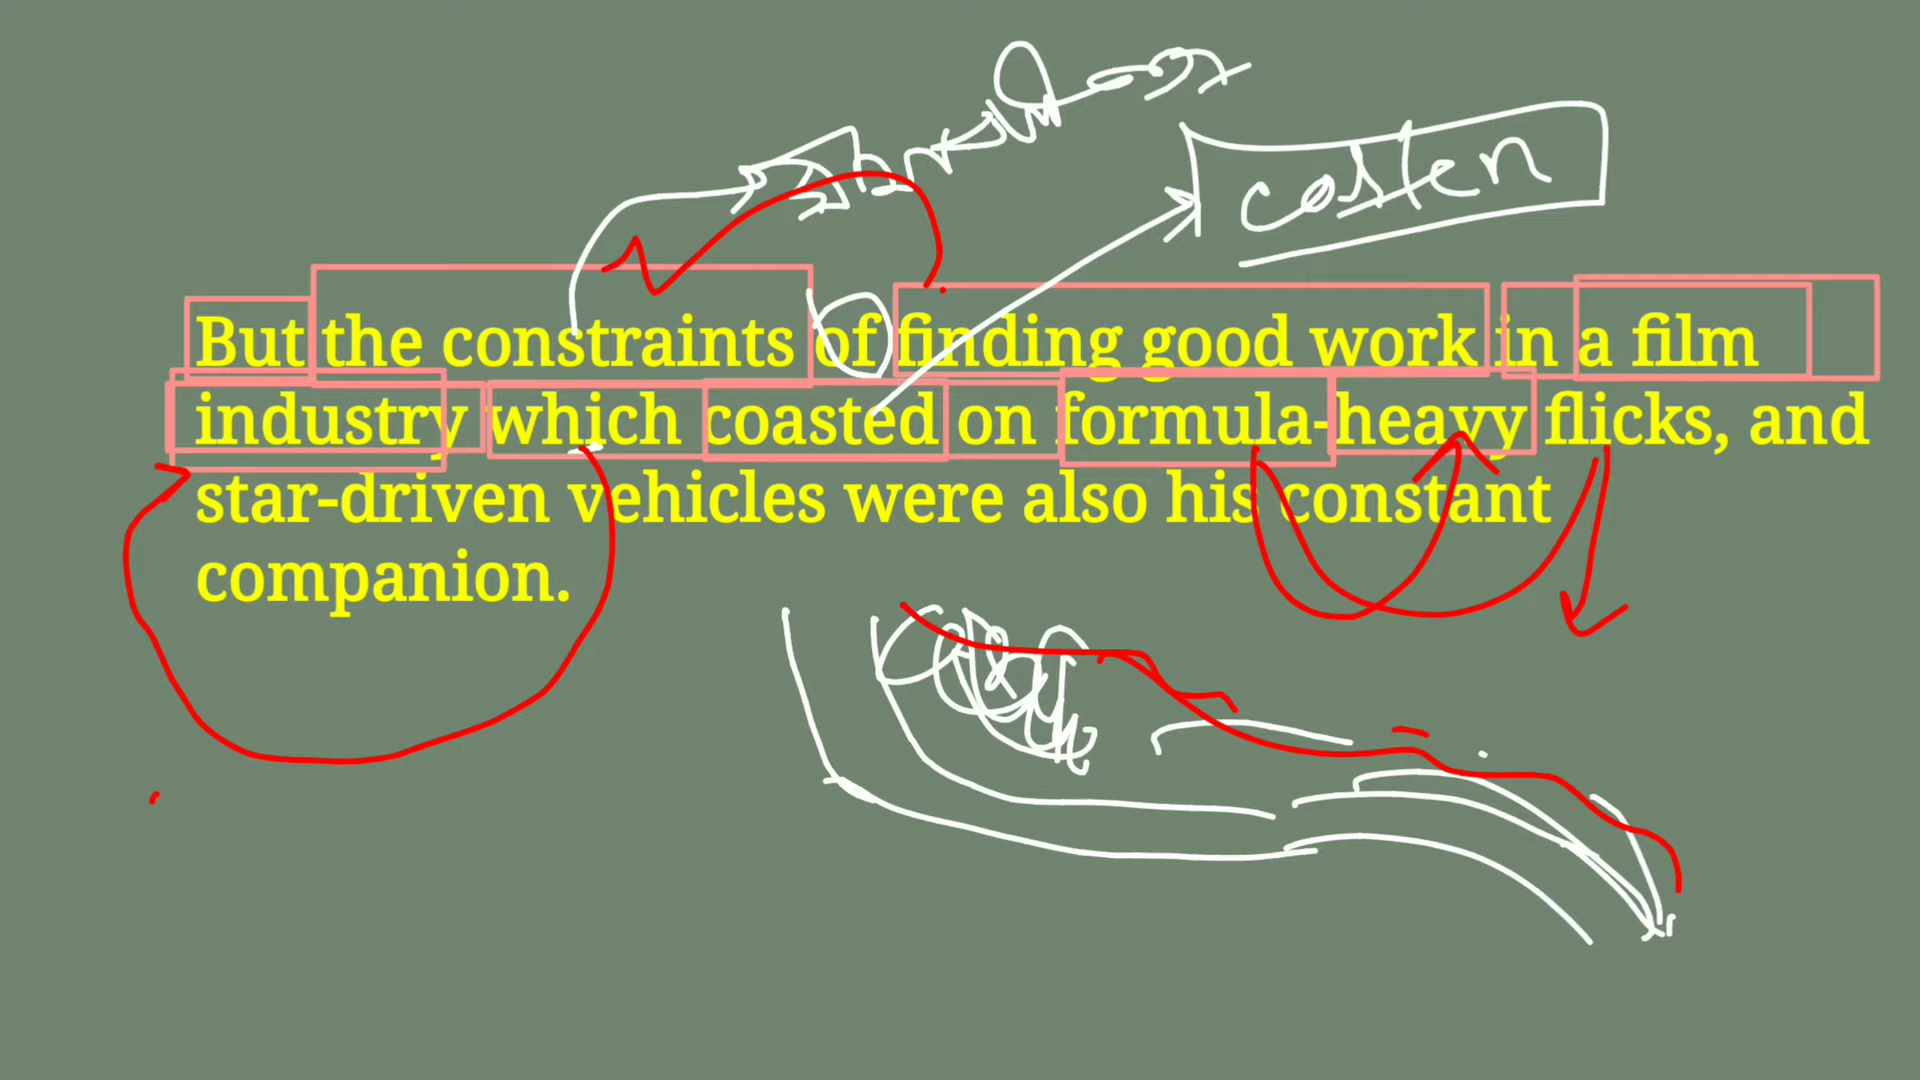 costen
But the constraints of finding good work in a film
industry which coasted on formula-heavy flicks, and
star-driven vehicles were also his constant
companion.